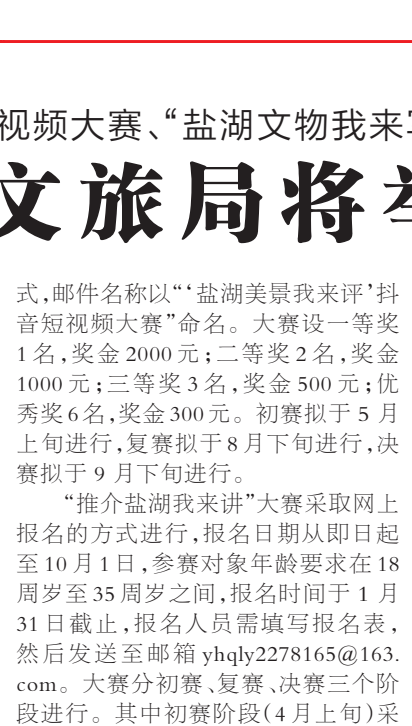 视频大赛、“盐湖文物我来写
文旅局将举
式,邮件名称以“‘盐湖美景我来评’抖
音短视频大赛”命名。大赛设一等奖
1名,奖金2000元;二等奖2名,奖金
1000元;三等奖3名,奖金500元;优
秀奖6名,奖金300元。初赛拟于5月
上旬进行,复赛拟于8月下旬进行,决
赛拟于9月下旬进行。
“推介盐湖我来讲”大赛采取网上
报名的方式进行,报名日期从即日起
至10月1日,参赛对象年龄要求在18
周岁至35周岁之间,报名时间于1月
31日截止,报名人员需填写报名表,
然后发送至邮箱yhqly2278165@163.
com。大赛分初赛、复赛、决赛三个阶
段进行。其中初赛阶段(4月上旬)采